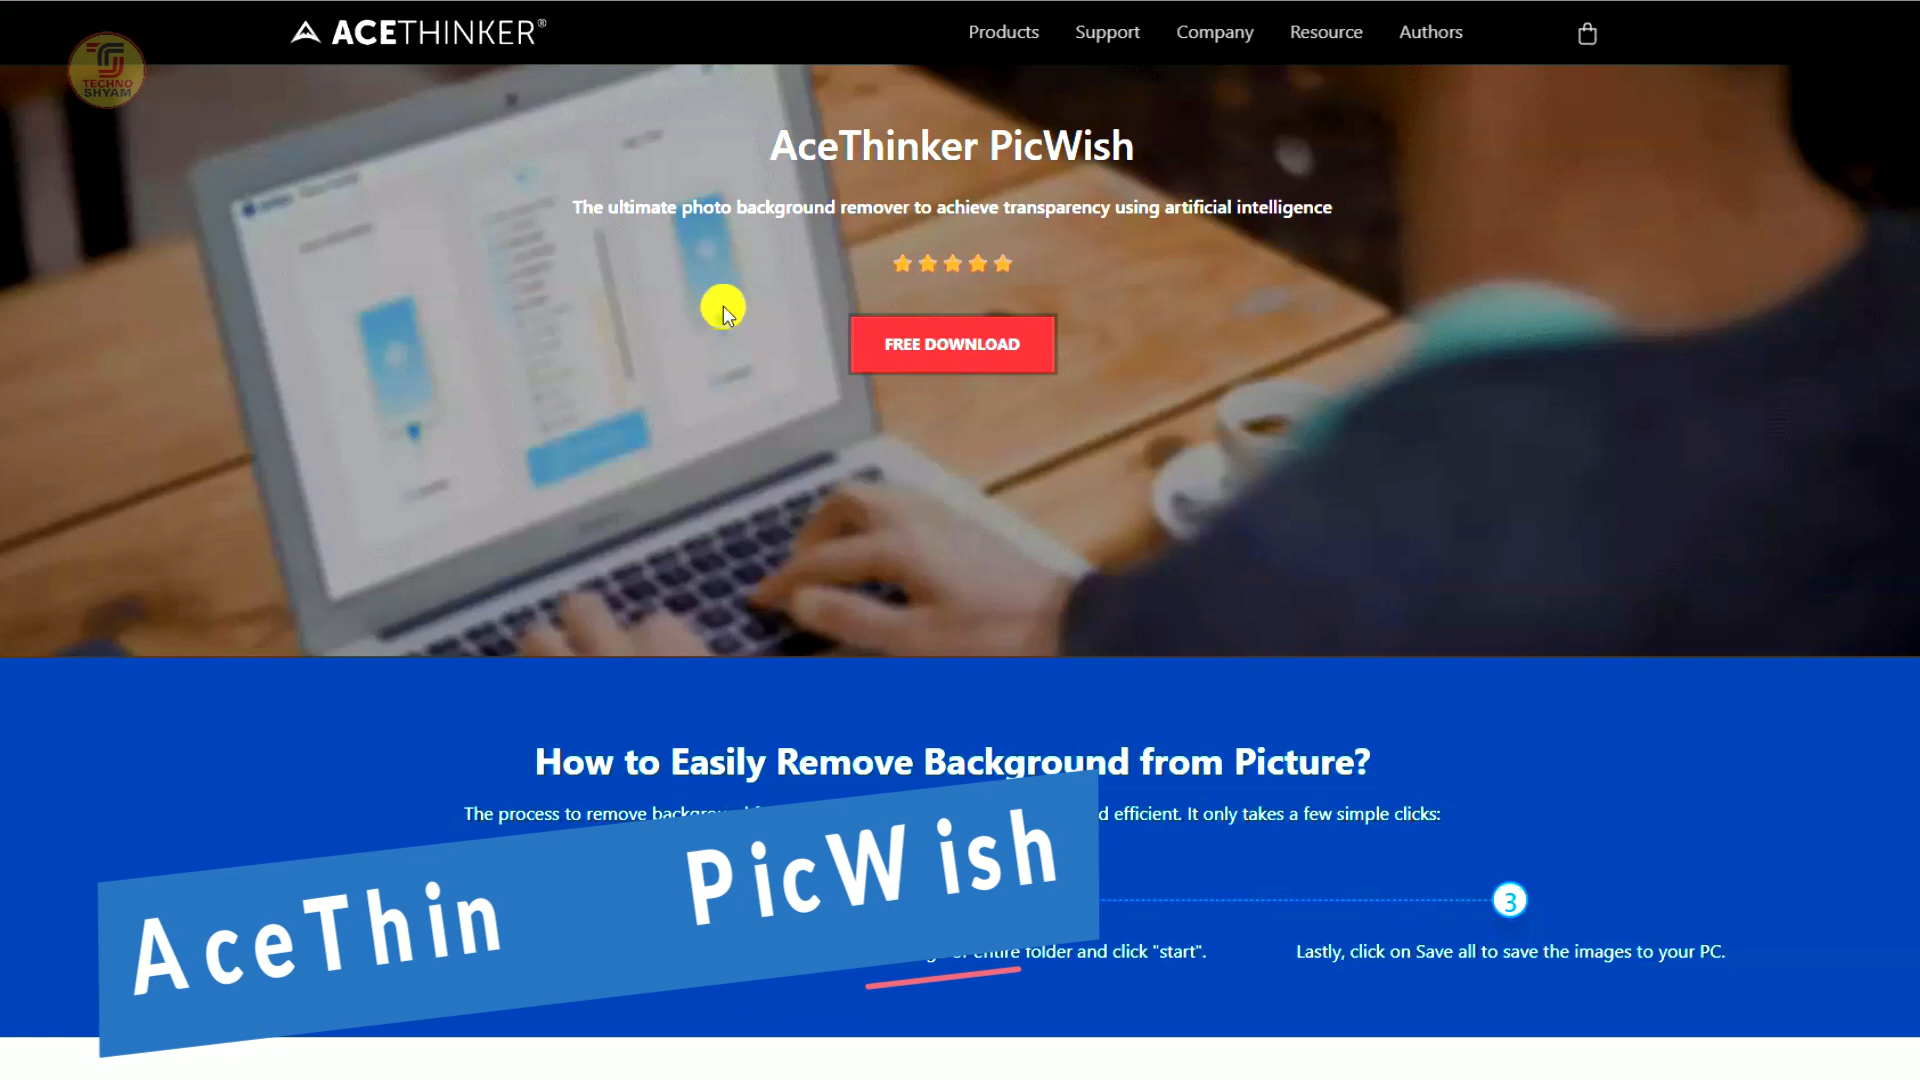 ACETHINKER®
Products Support Company Resource Authors
TECHNO
SHYAM
AceThinker PicWish
The ultimate photo background remover to achieve transparency using artificial intelligence
FREE DOWNLOAD
How to Easily Remove Background from Picture?
The process to remove
d efficient. It only takes a few simple clicks:
AceThin PicWish
3
entire folder and click "start".
Lastly, click on Save all to save the images to your PC.